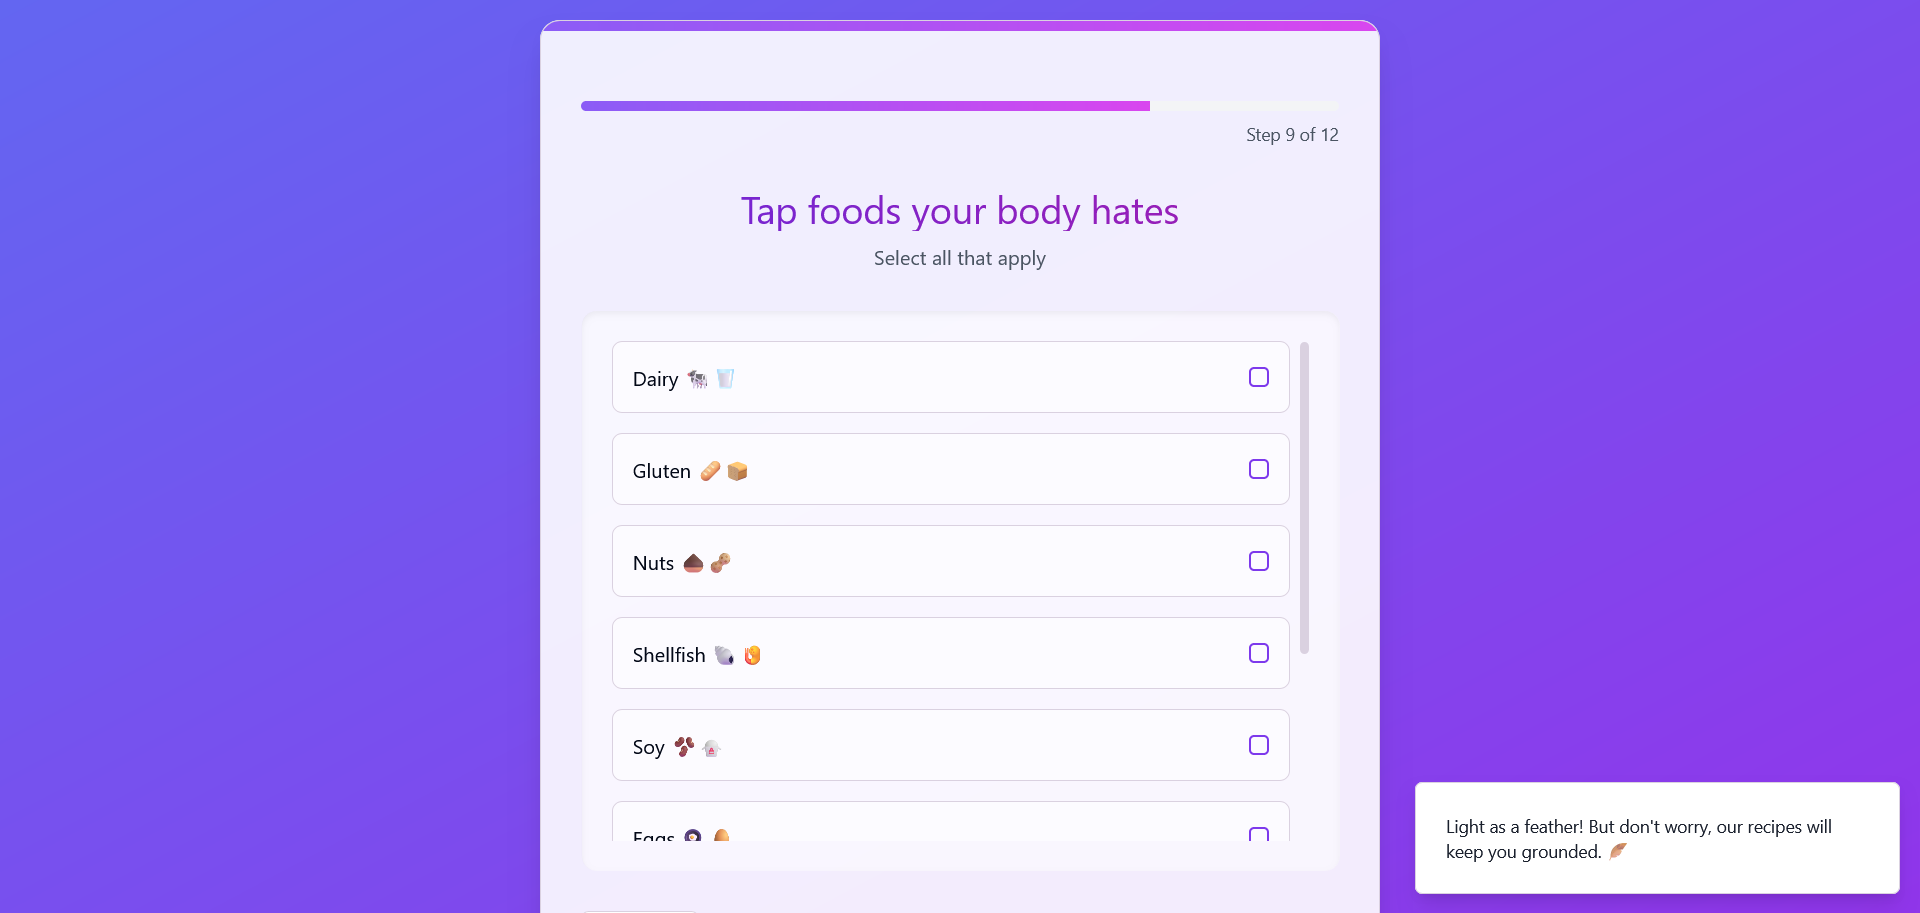 Step 9 of 12
Tap foods your body hates
Select all that apply
Dairy 🐄 🥛
Gluten 🥖 🍞
Nuts 🌰 🥜
Shellfish 🐚 🍤
Soy 🫘 🍙
Eggs 🍳 🥚
Light as a feather! But don't worry, our recipes will
keep you grounded. 🪶